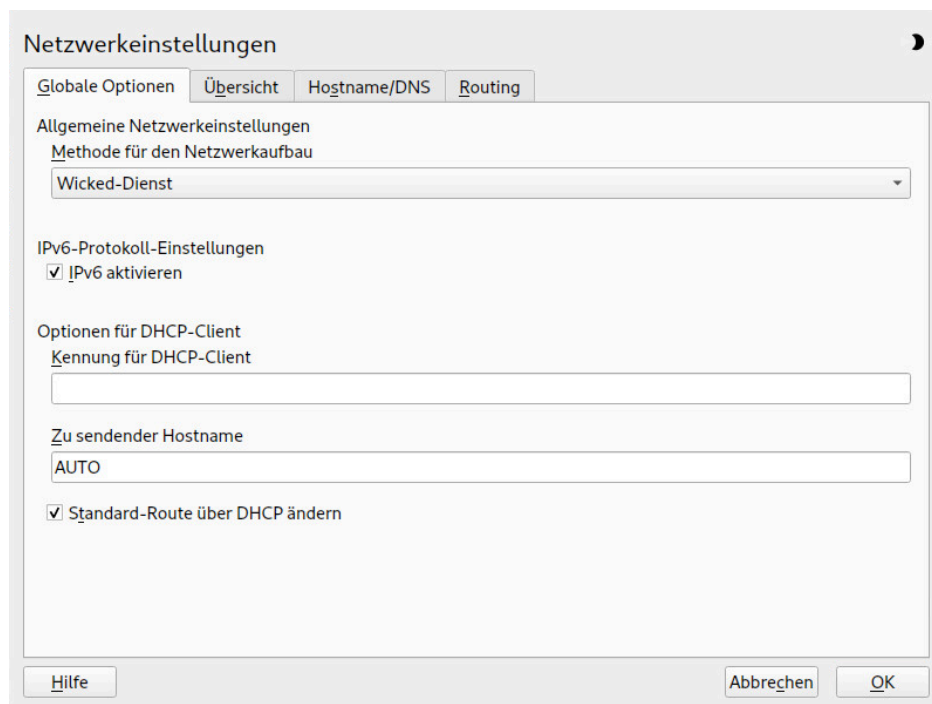 Netzwerkeinstellungen
Globale Optionen Übersicht Hostname/DNS Routing
Allgemeine Netzwerkeinstellungen
Methode für den Netzwerkaufbau
Wicked-Dienst
IPv6-Protokoll-Einstellungen
IPv6 aktivieren
Optionen für DHCP-Client
Kennung für DHCP-Client
Zu sendender Hostname
AUTO
Standard-Route über DHCP ändern
Hilfe Abbrechen OK